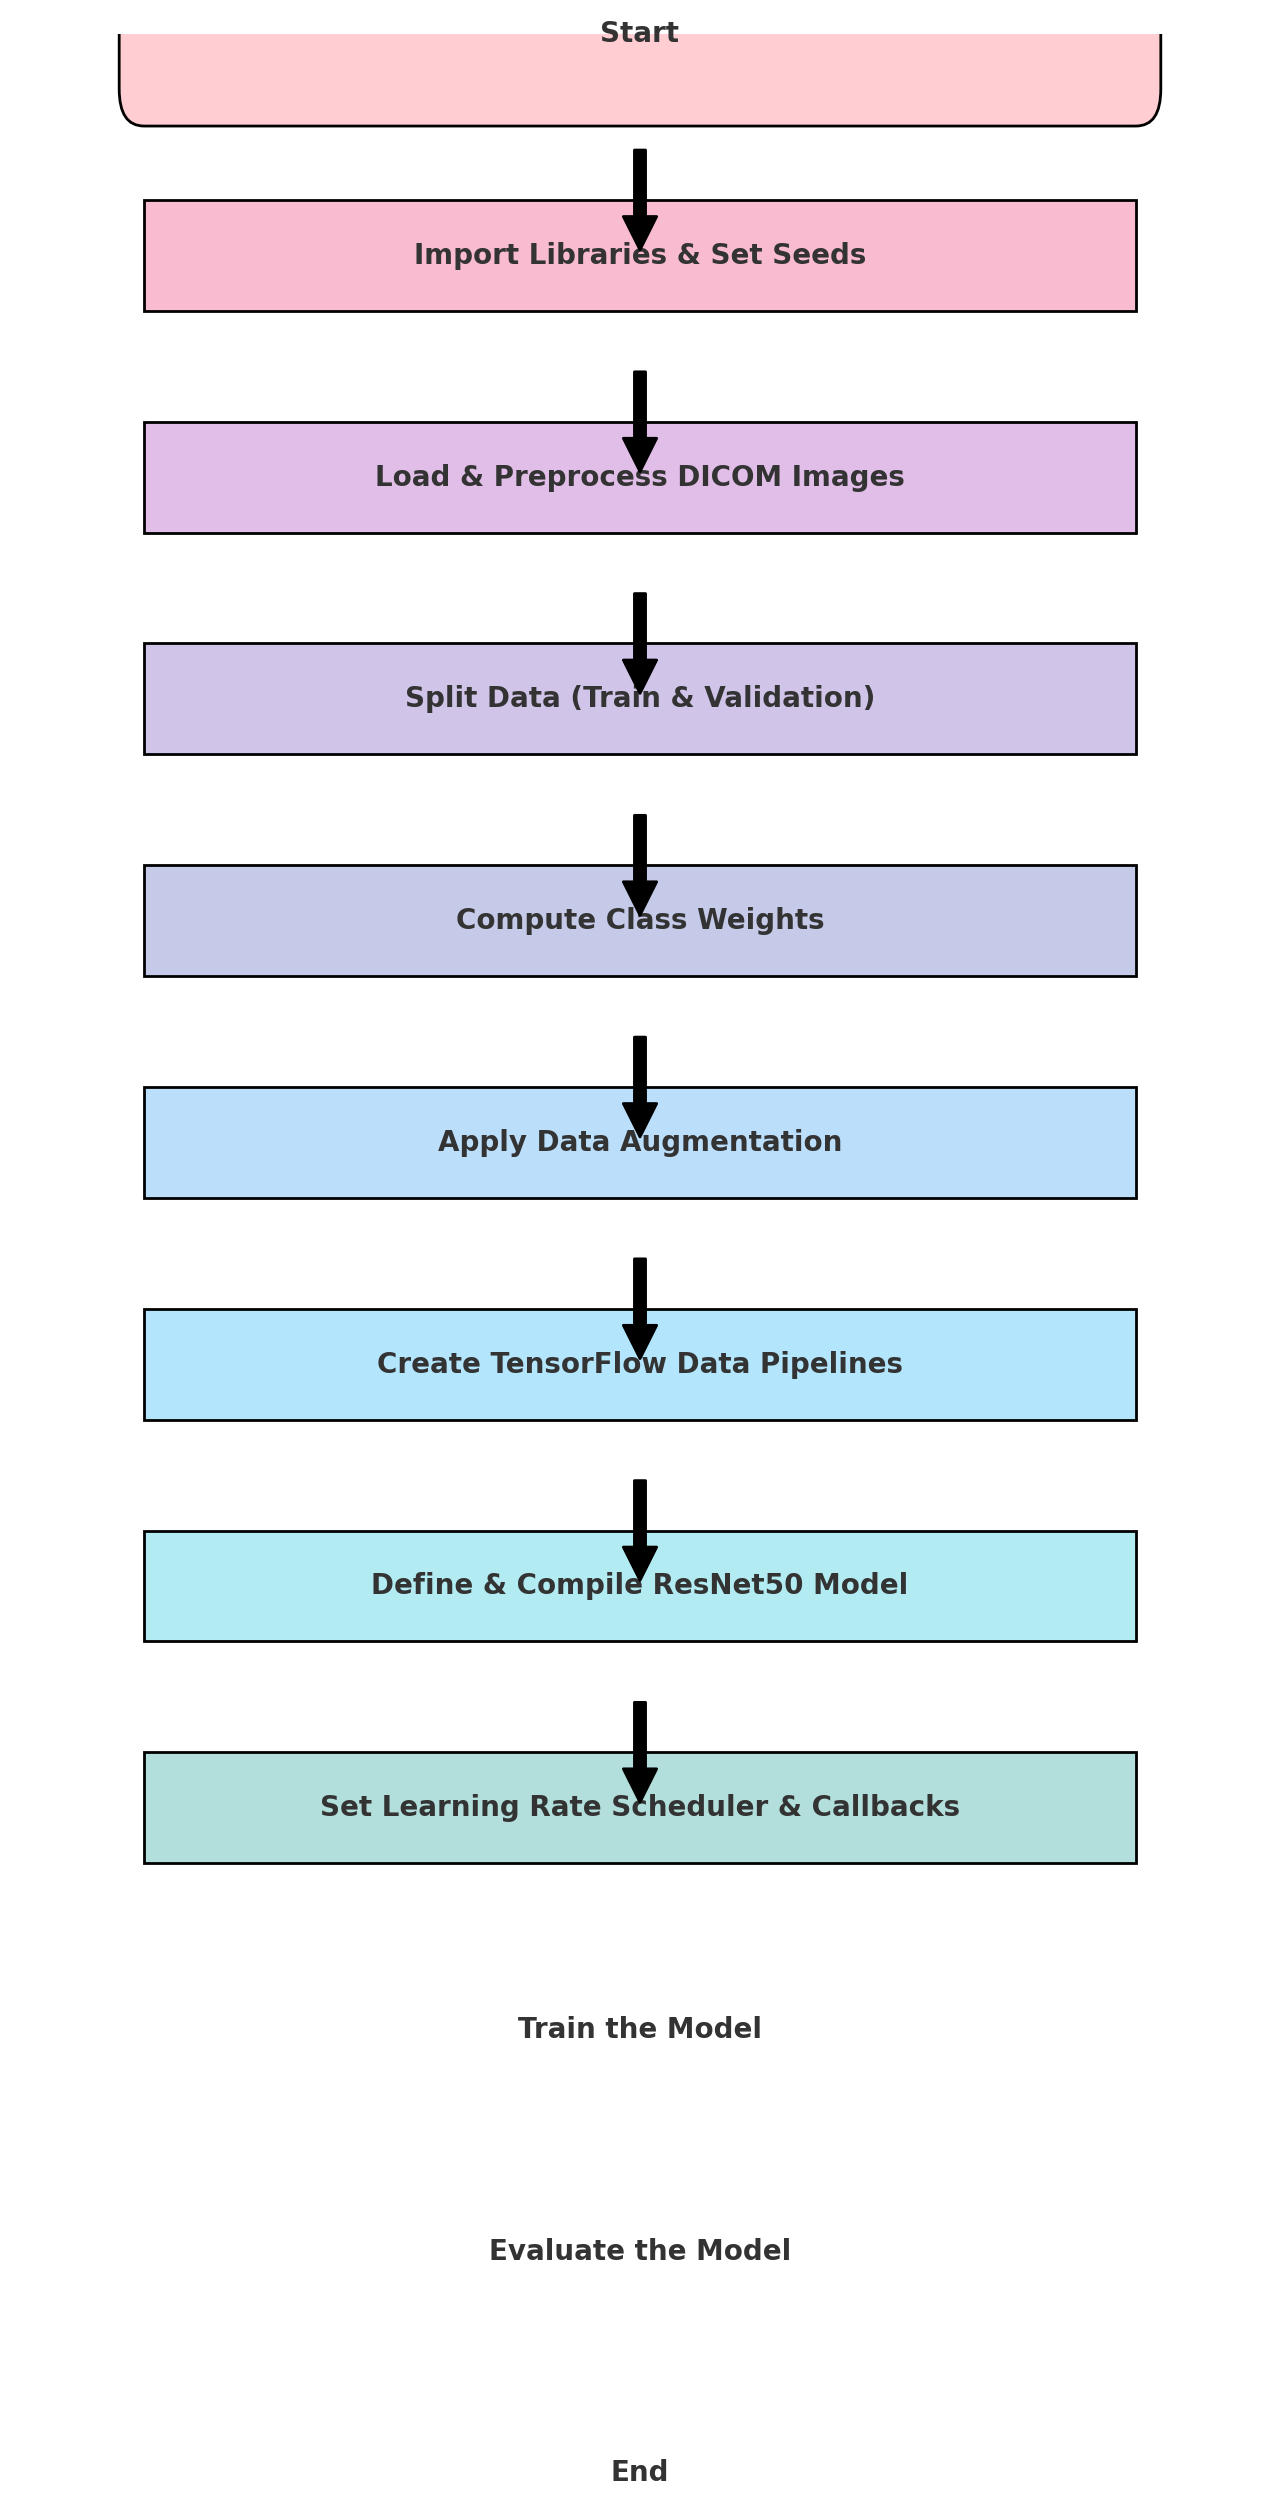 Start
Import Libraries & Set Seeds
Load & Preprocess DICOM Images
Split Data (Train & Validation)
Compute Class Weights
Apply Data Augmentation
Create TensorFlow Data Pipelines
Define & Compile ResNet50 Model
Set Learning Rate Scheduler & Callbacks
Train the Model
Evaluate the Model
End